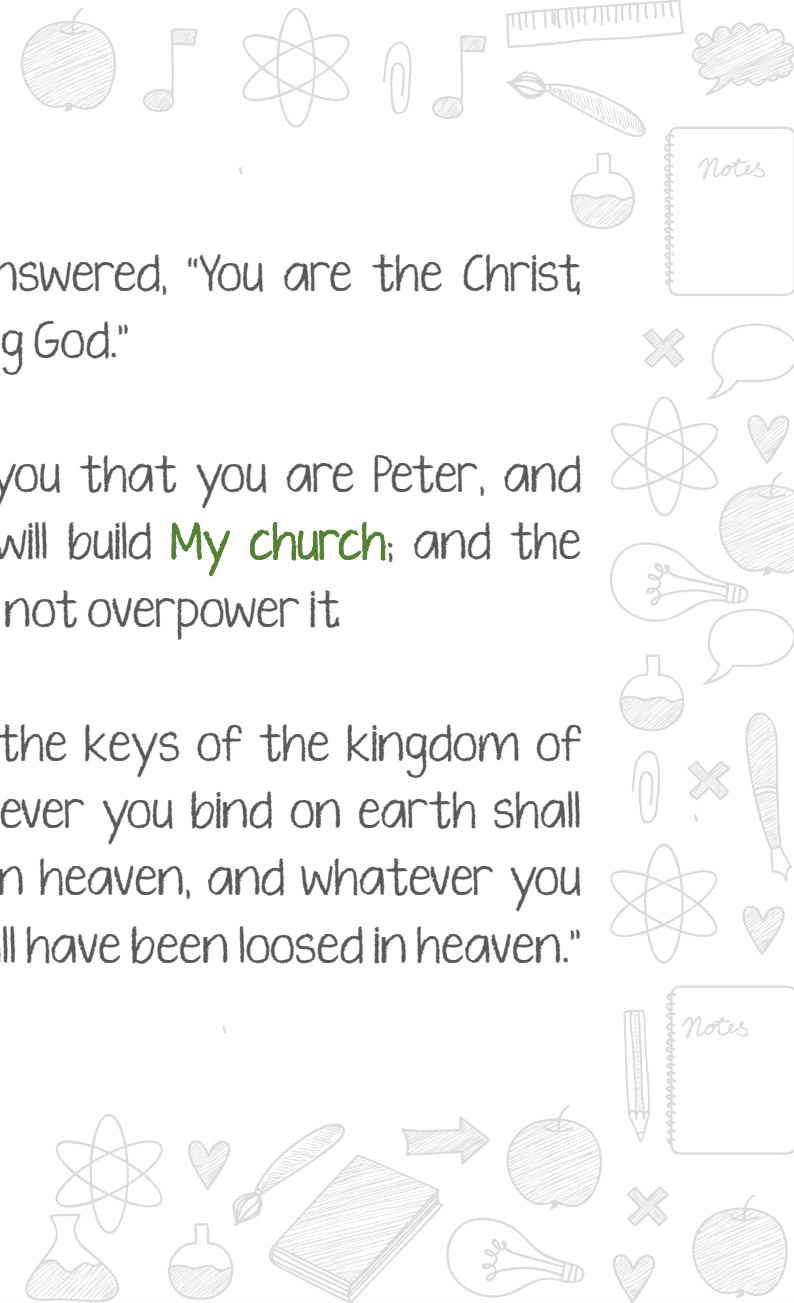 Notes
nswered, “You are the Christ,
g God.”
you that you are Peter, and
will build My church; and the
not overpower it.
the keys of the kingdom of
ever you bind on earth shall
n heaven, and whatever you
ll have been loosed in heaven.”
Notes